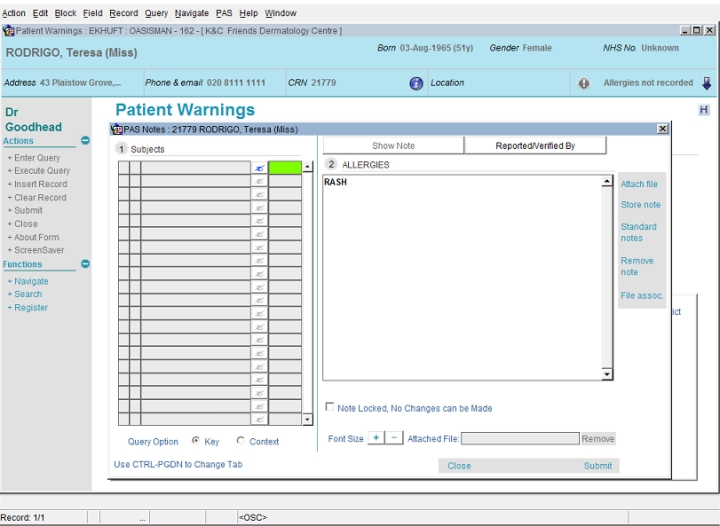 Action Edit Block Field Record Query Navigate PAS Help Window
Patient Warnings : EKHUFT : OASISMAN - 162 - [ K&C Friends Dermatology Centre ]
RODRIGO, Teresa (Miss)
Born 03-Aug-1965 (51y) Gender Female NHS No. Unknown
Address 43 Plaistow Grove,... Phone & email 020 8111 1111 CRN 21779 Location Allergies not recorded
Dr Goodhead
Actions
+ Enter Query
+ Execute Query
+ Insert Record
+ Clear Record
+ Submit
+ Close
+ About Form
+ ScreenSaver
Functions
+ Navigate
+ Search
+ Register
Patient Warnings
H
PAS Notes : 21779 RODRIGO, Teresa (Miss)
1 Subjects
Show Note Reported/Verified By
2 ALLERGIES
RASH
Attach file
Store note
Standard notes
Remove note
File assoc.
ict
Note Locked, No Changes can be Made
Query Option Key Context
Font Size + - Attached File: Remove
Use CTRL-PGDN to Change Tab
Close Submit
Record: 1/1 ... <OSC>